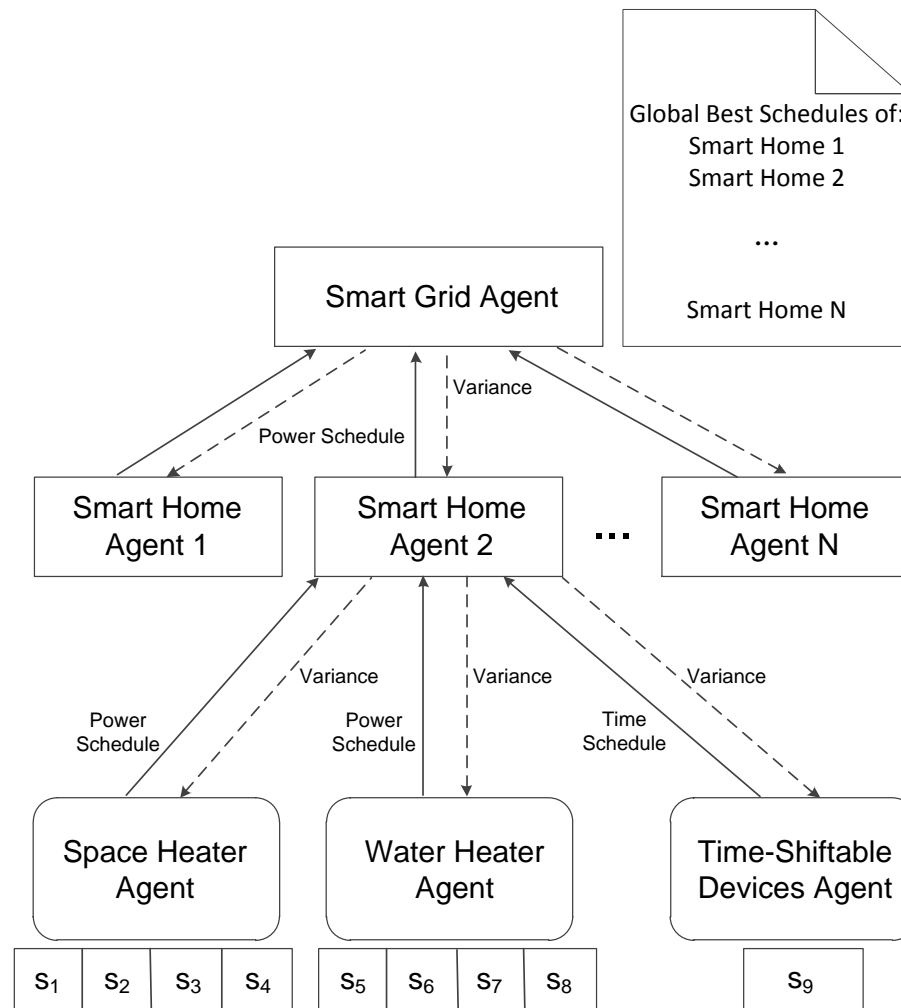 Global Best Schedules of:
Smart Home 1
Smart Home 2
...
Smart Home N
Smart Grid Agent
Variance
Power Schedule
Smart Home
Agent 1
Smart Home
Agent 2
...
Smart Home
Agent N
Variance
Variance
Variance
Power
Schedule
Power
Schedule
Time
Schedule
Space Heater
Agent
Water Heater
Agent
Time-Shiftable
Devices Agent
s₁ s₂ s₃ s₄
s₅ s₆ s₇ s₈
s₉